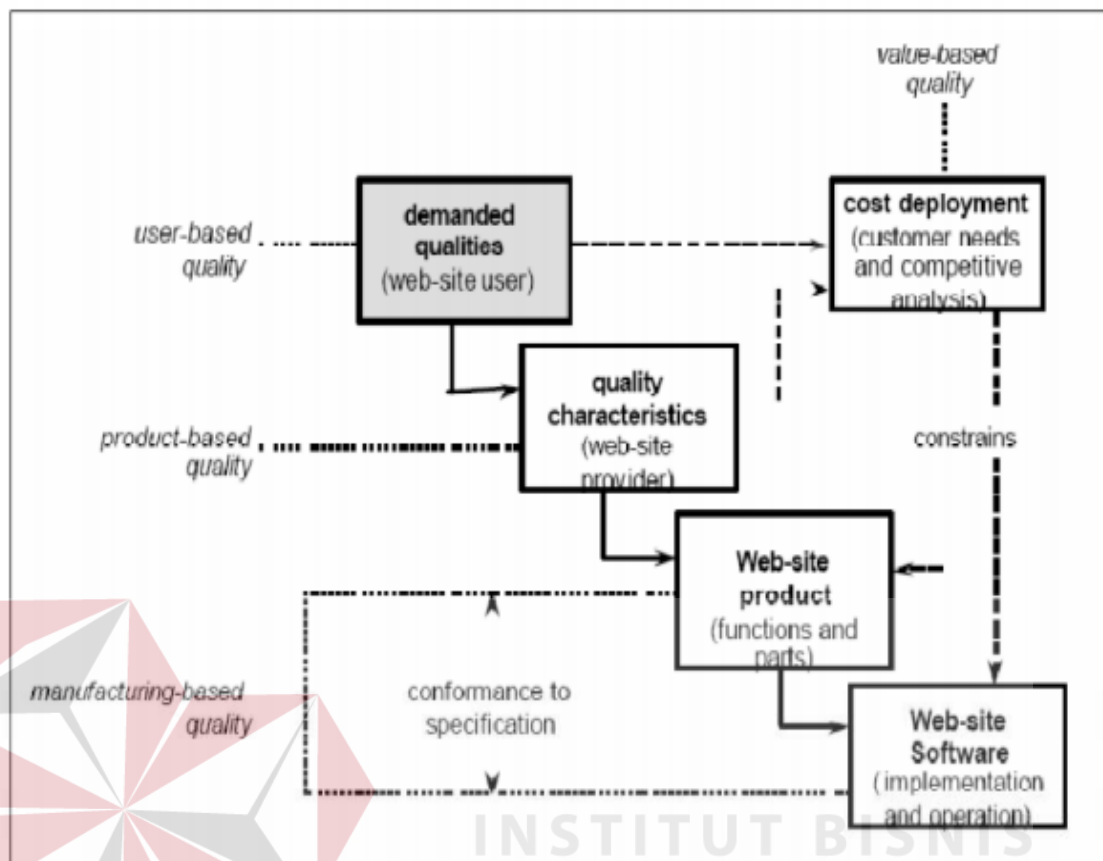 value-based
quality
user-based
quality
demanded
qualities
(web-site user)
cost deployment
(customer needs
and competitive
analysis)
product-based
quality
quality
characteristics
(web-site
provider)
constrains
Web-site
product
(functions and
parts)
manufacturing-based
quality
conformance to
specification
Web-site
Software
(implementation
and operation)
INSTITUT BISNIS